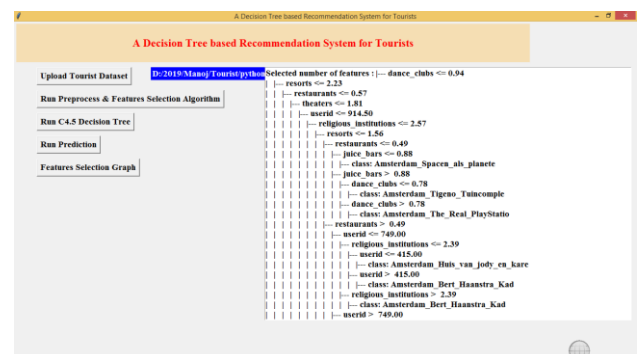 A Decision Tree based Recommendation System for Tourists
A Decision Tree based Recommendation System for Tourists
Upload Tourist Dataset
D:/2019/Manoj/Tourist/python
Run Preprocess & Features Selection Algorithm
Run C4.5 Decision Tree
Run Prediction
Features Selection Graph
Selected number of features : |--- dance_clubs <= 0.94
| |--- resorts <= 2.23
| | |--- restaurants <= 0.57
| | | |--- theaters <= 1.81
| | | | |--- userid <= 914.50
| | | | | |--- religious_institutions <= 2.57
| | | | | | |--- resorts <= 1.56
| | | | | | | |--- restaurants <= 0.49
| | | | | | | | |--- juice_bars <= 0.88
| | | | | | | | | |--- class: Amsterdam_Spacen_als_planete
| | | | | | | | |--- juice_bars > 0.88
| | | | | | | | | |--- dance_clubs <= 0.78
| | | | | | | | | | |--- class: Amsterdam_Tigeno_Tuincomple
| | | | | | | | | |--- dance_clubs > 0.78
| | | | | | | | | | |--- class: Amsterdam_The_Real_PlayStatio
| | | | | | | |--- restaurants > 0.49
| | | | | | | | |--- userid <= 749.00
| | | | | | | | | |--- religious_institutions <= 2.39
| | | | | | | | | | |--- userid <= 415.00
| | | | | | | | | | | |--- class: Amsterdam_Huis_van_jody_en_kare
| | | | | | | | | | |--- userid > 415.00
| | | | | | | | | | | |--- class: Amsterdam_Bert_Haanstra_Kad
| | | | | | | | | |--- religious_institutions > 2.39
| | | | | | | | | | |--- class: Amsterdam_Bert_Haanstra_Kad
| | | | | | | | |--- userid > 749.00